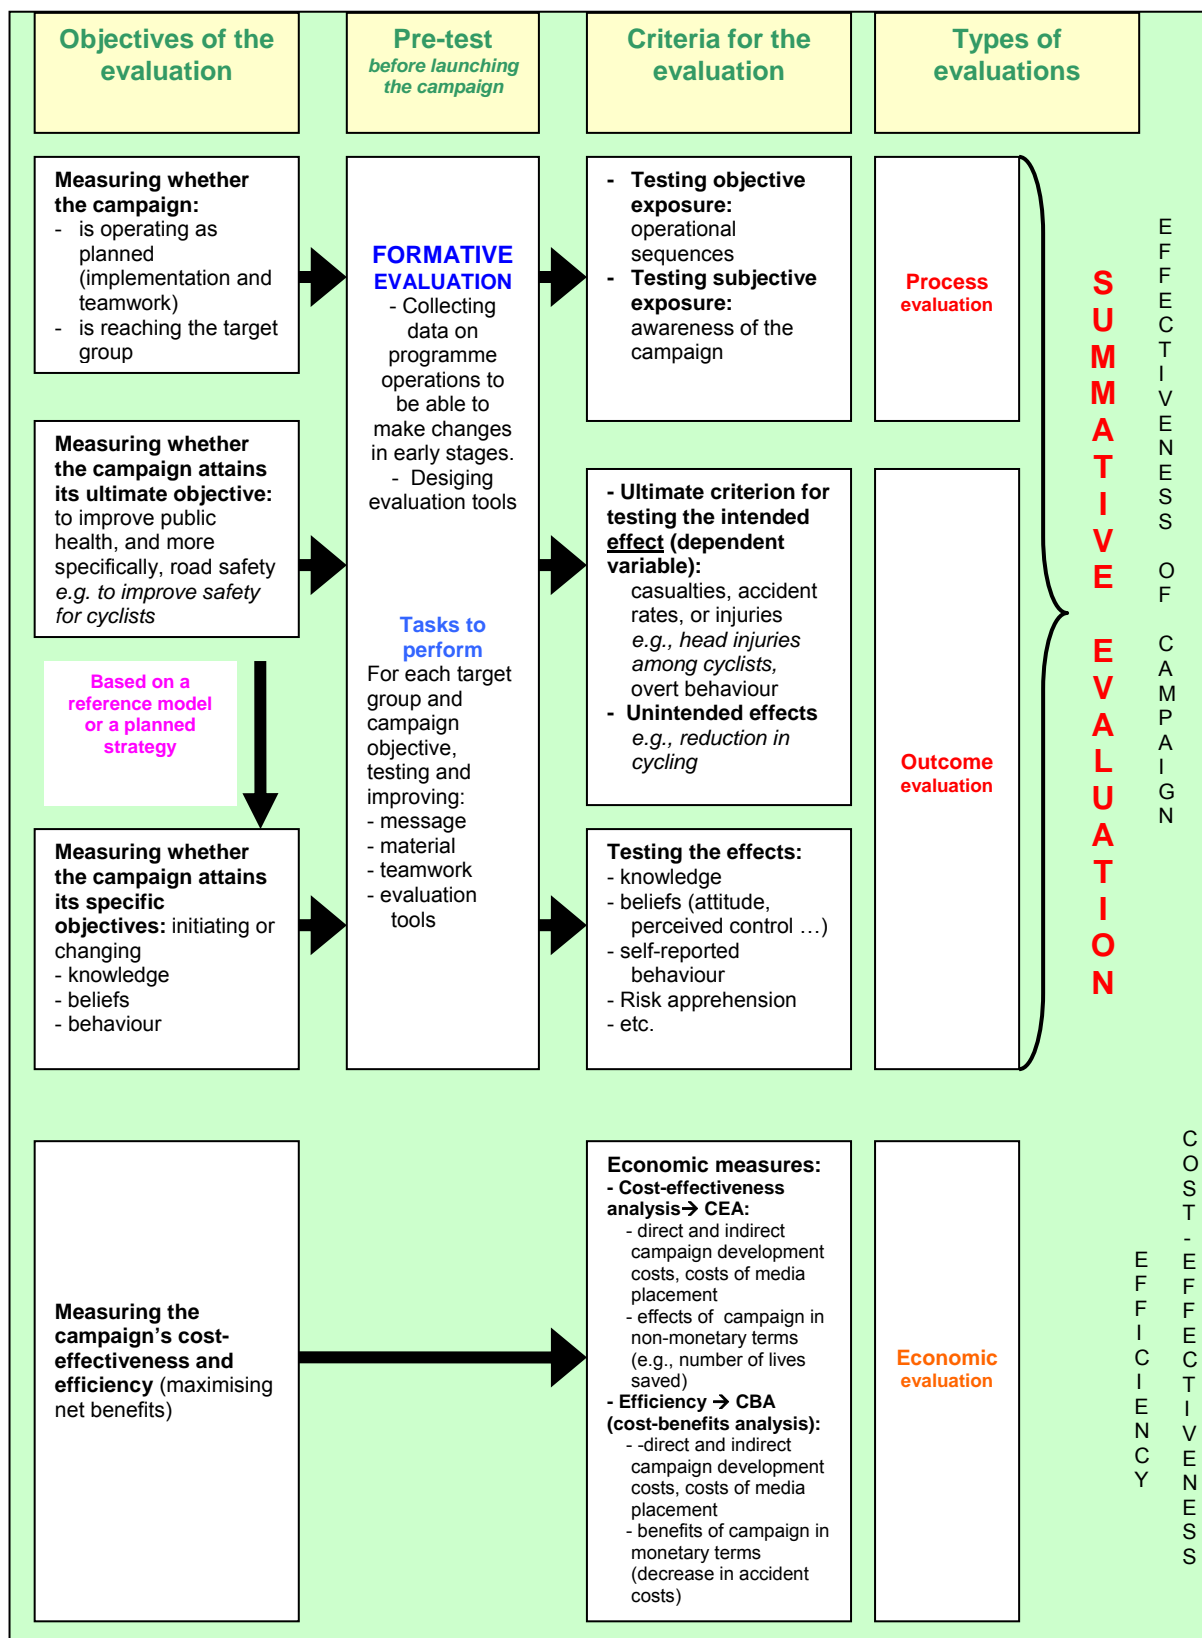 Objectives of the
evaluation
Pre-test
before launching
the campaign
Criteria for the
evaluation
Types of
evaluations
Measuring whether
the campaign:
- is operating as
planned
(implementation and
teamwork)
- is reaching the target
group
FORMATIVE
EVALUATION
- Collecting
data on
programme
operations to
be able to
make changes
in early stages.
- Desiging
evaluation tools
Tasks to
perform
For each target
group and
campaign
objective,
testing and
improving:
- message
- material
- teamwork
- evaluation
tools
- Testing objective
exposure:
operational
sequences
- Testing subjective
exposure:
awareness of the
campaign
Process
evaluation
Measuring whether
the campaign attains
its ultimate objective:
to improve public
health, and more
specifically, road safety
e.g. to improve safety
for cyclists
- Ultimate criterion for
testing the intended
effect (dependent
variable):
casualties, accident
rates, or injuries
e.g., head injuries
among cyclists,
overt behaviour
- Unintended effects
e.g., reduction in
cycling
Outcome
evaluation
Based on a
reference model
or a planned
strategy
Measuring whether
the campaign attains
its specific
objectives: initiating or
changing
- knowledge
- beliefs
- behaviour
Testing the effects:
- knowledge
- beliefs (attitude,
perceived control …)
- self-reported
behaviour
- Risk apprehension
- etc.
SUMMATIVE EVALUATION
EFFECTIVENESS OF CAMPAIGN
Measuring the
campaign’s cost-
effectiveness and
efficiency (maximising
net benefits)
Economic measures:
- Cost-effectiveness
analysis→ CEA:
- direct and indirect
campaign development
costs, costs of media
placement
- effects of campaign in
non-monetary terms
(e.g., number of lives
saved)
- Efficiency → CBA
(cost-benefits analysis):
- -direct and indirect
campaign development
costs, costs of media
placement
- benefits of campaign in
monetary terms
(decrease in accident
costs)
Economic
evaluation
EFFICIENCY
COST-EFFECTIVENESS